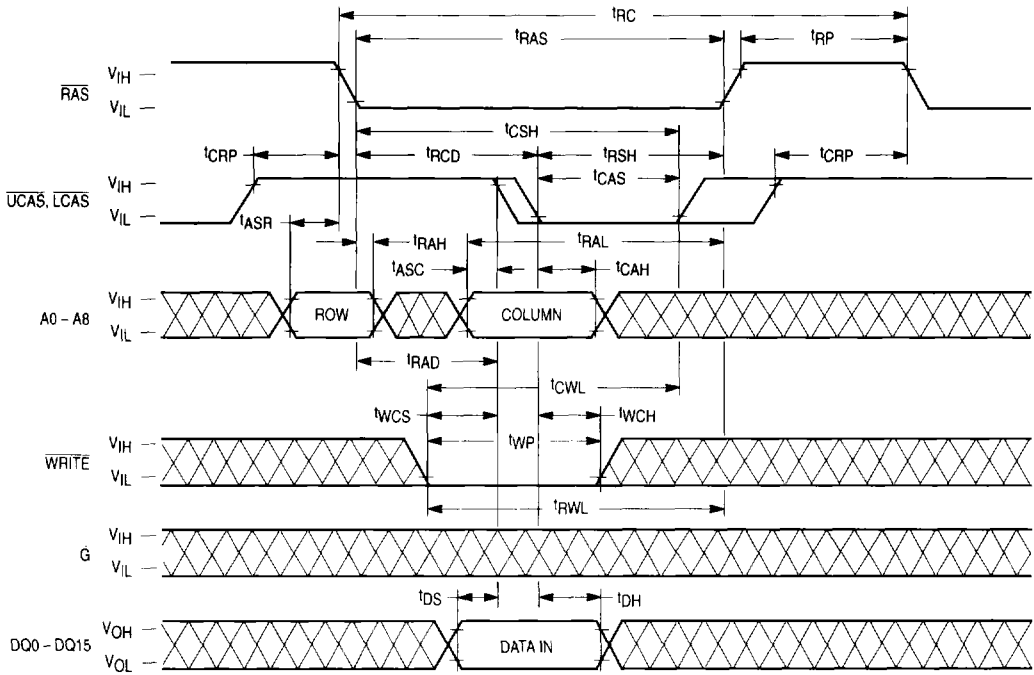 tRC
tRAS
tRP
VIH
RAS
VIL
tCSH
tCRP
tRCD
tRSH
tCRP
tCAS
VIH
UCAS, LCAS
VIL
tASR
tRAH
tRAL
tASC
tCAH
VIH
A0 – A8
ROW
COLUMN
VIL
tRAD
tCWL
tWCS
tWCH
tWP
VIH
WRITE
VIL
tRWL
VIH
G
VIL
tDS
tDH
VOH
DQ0 – DQ15
DATA IN
VOL